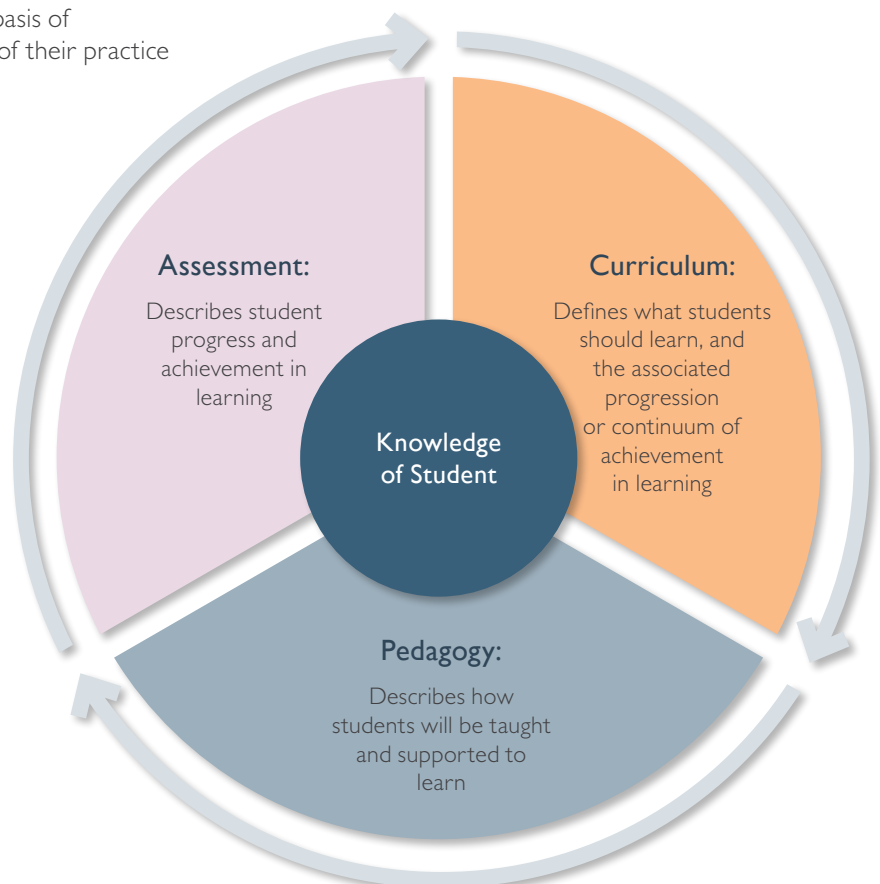 basis of
of their practice
Assessment:
Describes student
progress and
achievement in
learning
Curriculum:
Defines what students
should learn, and
the associated
progression
or continuum of
achievement
in learning
Knowledge
of Student
Pedagogy:
Describes how
students will be taught
and supported to
learn